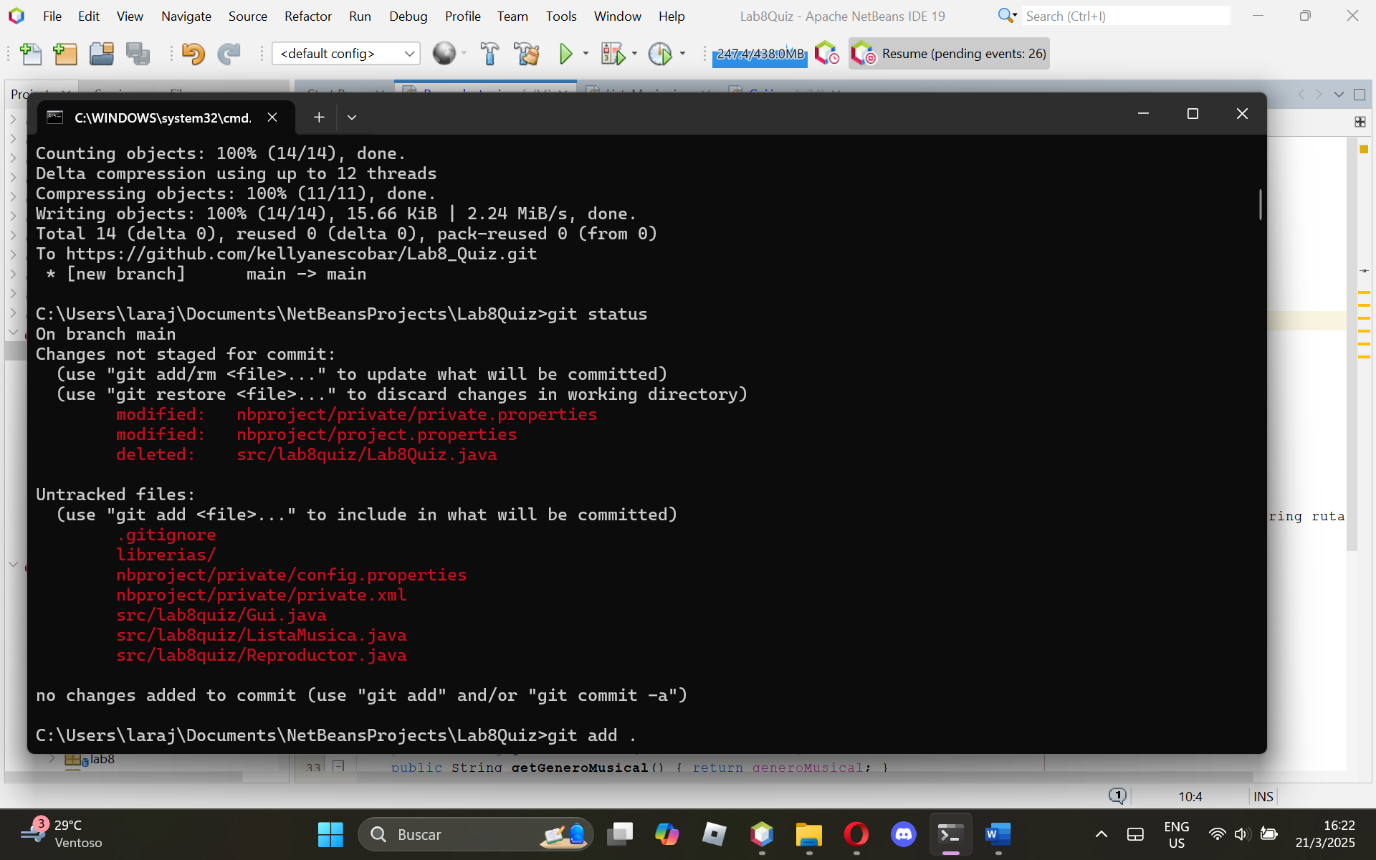 File Edit View Navigate Source Refactor Run Debug Profile Team Tools Window Help
Lab8Quiz - Apache NetBeans IDE 19
Search (Ctrl+I)
<default config>
247.4/438.0MB
Resume (pending events: 26)
C:\WINDOWS\system32\cmd.
Counting objects: 100% (14/14), done.
Delta compression using up to 12 threads
Compressing objects: 100% (11/11), done.
Writing objects: 100% (14/14), 15.66 KiB | 2.24 MiB/s, done.
Total 14 (delta 0), reused 0 (delta 0), pack-reused 0 (from 0)
To https://github.com/kellyanescobar/Lab8_Quiz.git
* [new branch] main -> main
C:\Users\laraj\Documents\NetBeansProjects\Lab8Quiz>git status
On branch main
Changes not staged for commit:
(use "git add/rm <file>..." to update what will be committed)
(use "git restore <file>..." to discard changes in working directory)
modified: nbproject/private/private.properties
modified: nbproject/project.properties
deleted: src/lab8quiz/Lab8Quiz.java
Untracked files:
(use "git add <file>..." to include in what will be committed)
.gitignore
librerias/
nbproject/private/config.properties
nbproject/private/private.xml
src/lab8quiz/Gui.java
src/lab8quiz/ListaMusica.java
src/lab8quiz/Reproductor.java
no changes added to commit (use "git add" and/or "git commit -a")
C:\Users\laraj\Documents\NetBeansProjects\Lab8Quiz>git add .
ring ruta
lab8
33 public String getGeneroMusical() { return generoMusical; }
1
10:4
INS
3
29°C
Ventoso
Buscar
ENG
US
16:22
21/3/2025